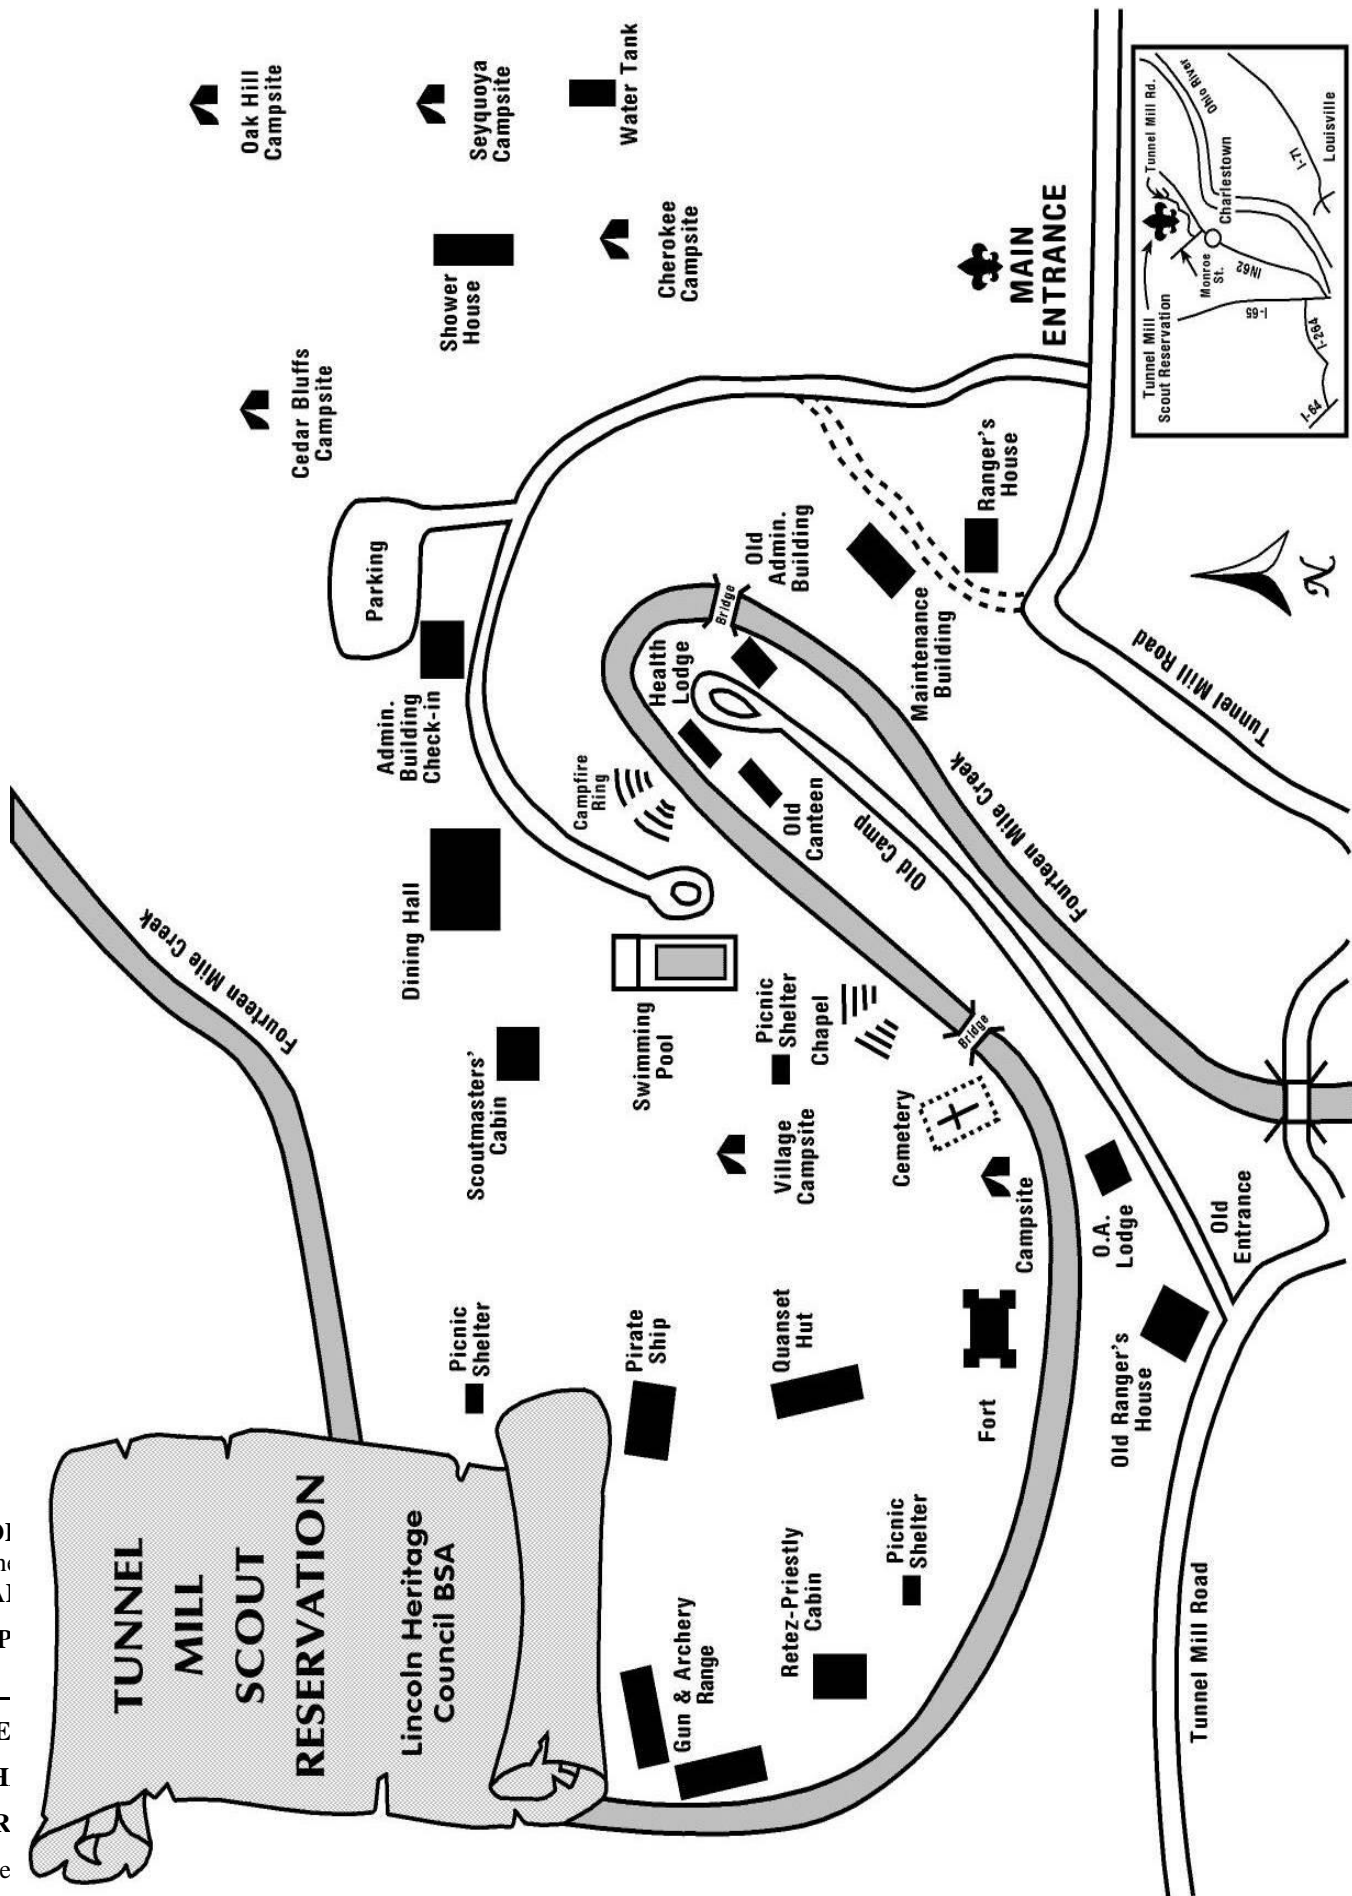 TUNNEL
MILL
SCOUT
RESERVATION
Lincoln Heritage
Council BSA
Oak Hill
Campsite
Seyquoya
Campsite
Water Tank
Cedar Bluffs
Campsite
Shower
House
Cherokee
Campsite
MAIN
ENTRANCE
Parking
Admin.
Building
Check-in
Old
Admin.
Building
Bridge
Ranger's
House
Maintenance
Building
Health
Lodge
Campfire
Ring
Old
Canteen
Old Camp
Fourteen Mile Creek
Tunnel Mill Road
N
Fourteen Mile Creek
Dining Hall
Scoutmasters'
Cabin
Swimming
Pool
Picnic
Shelter
Chapel
Bridge
Village
Campsite
Cemetery
Campsite
O.A.
Lodge
Old
Entrance
Picnic
Shelter
Pirate
Ship
Quanset
Hut
Fort
Old Ranger's
House
Gun & Archery
Range
Retez-Priestly
Cabin
Picnic
Shelter
Tunnel Mill Road
Tunnel Mill
Scout Reservation
Tunnel Mill Rd.
Ohio River
Monroe
St.
Charlestown
IN62
I-65
I-264
I-64
I-71
Louisville